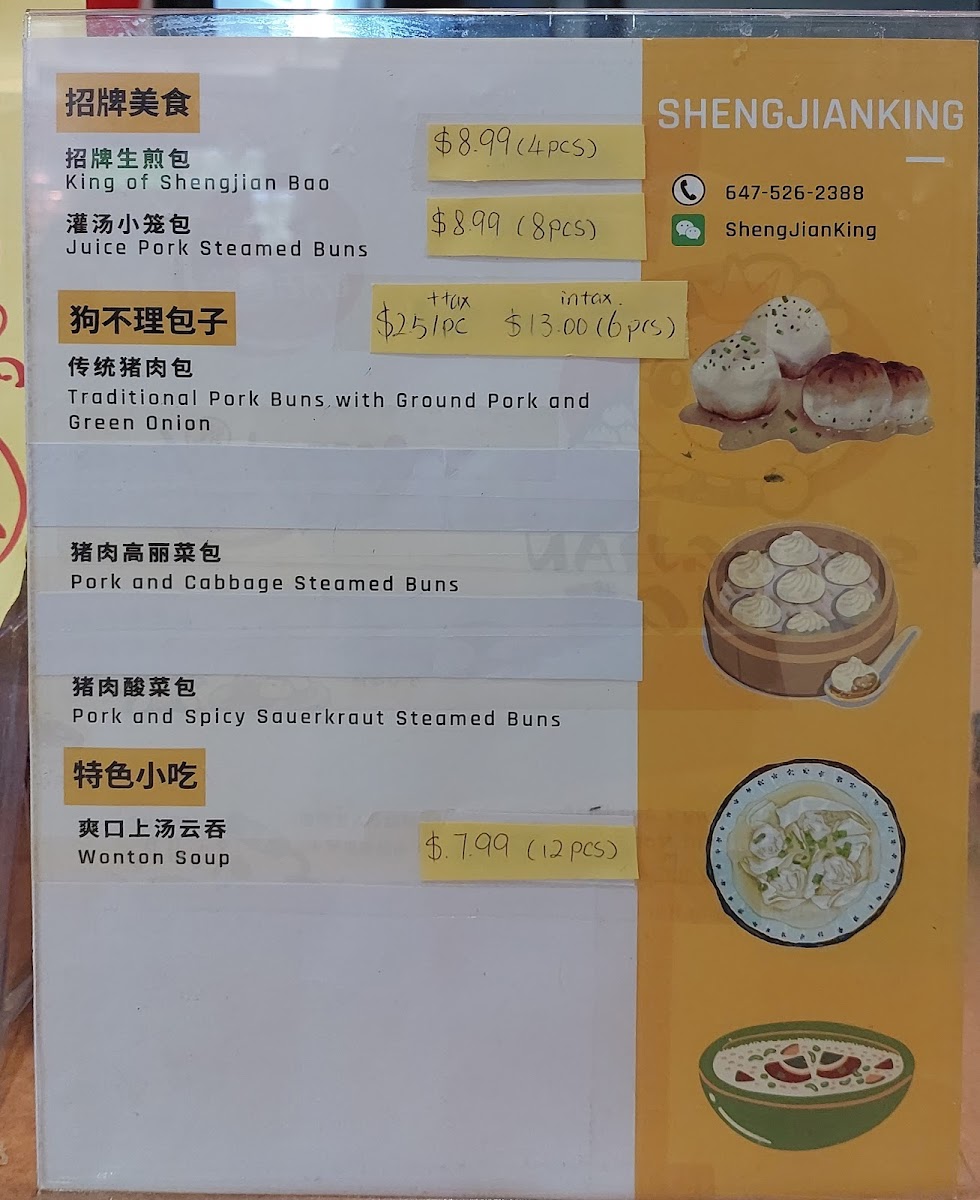 招牌美食
招牌生煎包
King of Shengjian Bao
$8.99 (4pcs)
灌汤小笼包
Juice Pork Steamed Buns
$8.99 (8pcs)
狗不理包子
+tax intax.
$2.5/pc $13.00 (6pcs)
传统猪肉包
Traditional Pork Buns with Ground Pork and
Green Onion
猪肉高丽菜包
Pork and Cabbage Steamed Buns
猪肉酸菜包
Pork and Spicy Sauerkraut Steamed Buns
特色小吃
爽口上汤云吞
Wonton Soup
$.7.99 (12pcs)
SHENGJIANKING
647-526-2388
ShengJianKing